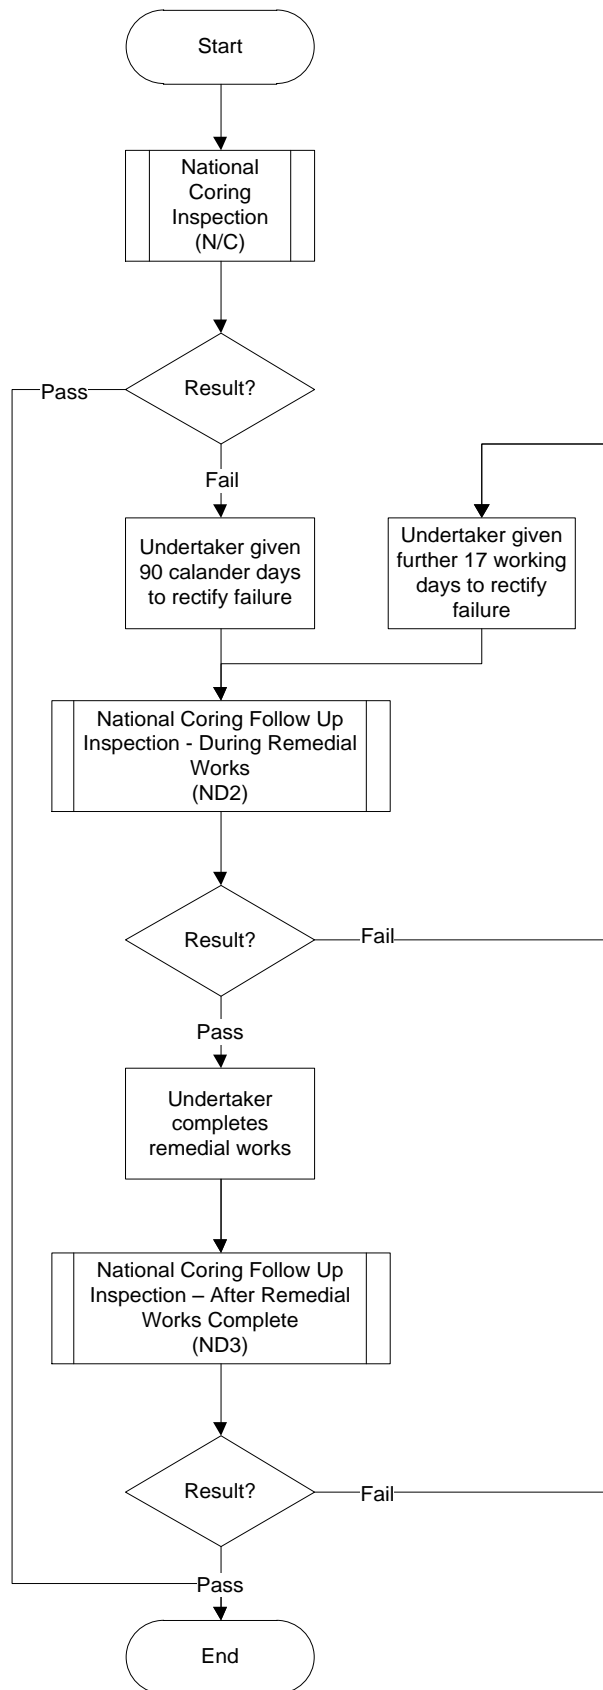 Start
National
Coring
Inspection
(N/C)
Result?
Pass
Fail
Undertaker given
90 calander days
to rectify failure
Undertaker given
further 17 working
days to rectify
failure
National Coring Follow Up
Inspection - During Remedial
Works
(ND2)
Result?
Fail
Pass
Undertaker
completes
remedial works
National Coring Follow Up
Inspection – After Remedial
Works Complete
(ND3)
Result?
Fail
Pass
End